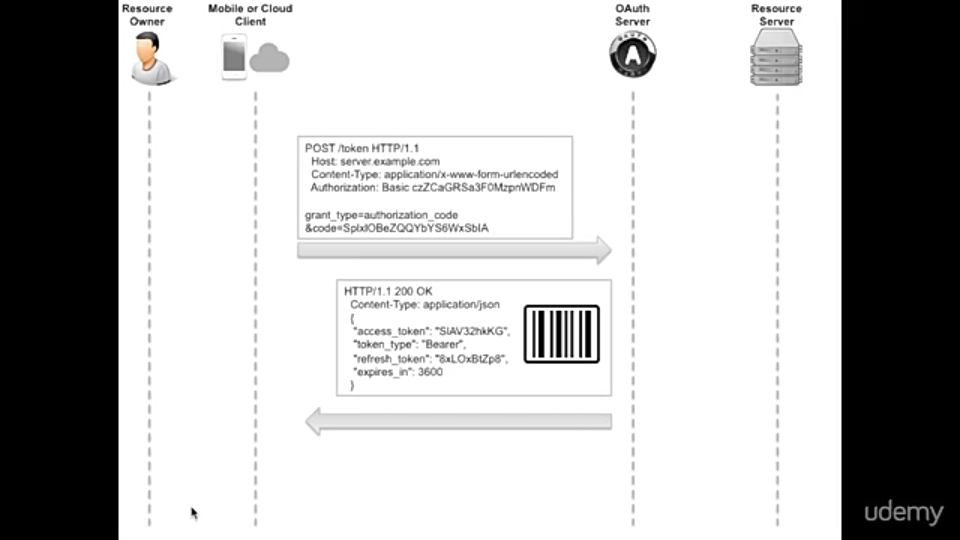 Resource
Owner
Mobile or Cloud
Client
OAuth
Server
Resource
Server
OAUTH
A
POST /token HTTP/1.1
Host: server.example.com
Content-Type: application/x-www-form-urlencoded
Authorization: Basic czZCaGRSa3F0MzpnWDFm
grant_type=authorization_code
&code=SplxlOBeZQQYbYS6WxSbIA
HTTP/1.1 200 OK
Content-Type: application/json
{
"access_token": "SlAV32hkKG",
"token_type": "Bearer",
"refresh_token": "8xLOxBtZp8",
"expires_in": 3600
}
udemy